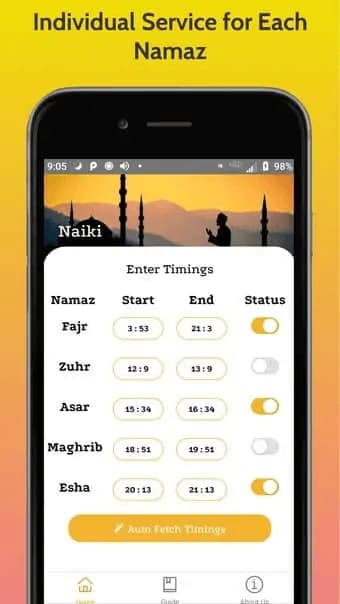 Individual Service for Each
Namaz
9:05 98%
Naiki
Enter Timings
Namaz Start End Status
Fajr 3 : 53 21 : 3
Zuhr 12 : 9 13 : 9
Asar 15 : 34 16 : 34
Maghrib 18 : 51 19 : 51
Esha 20 : 13 21 : 13
Auto Fetch Timings
Home Guide About Us